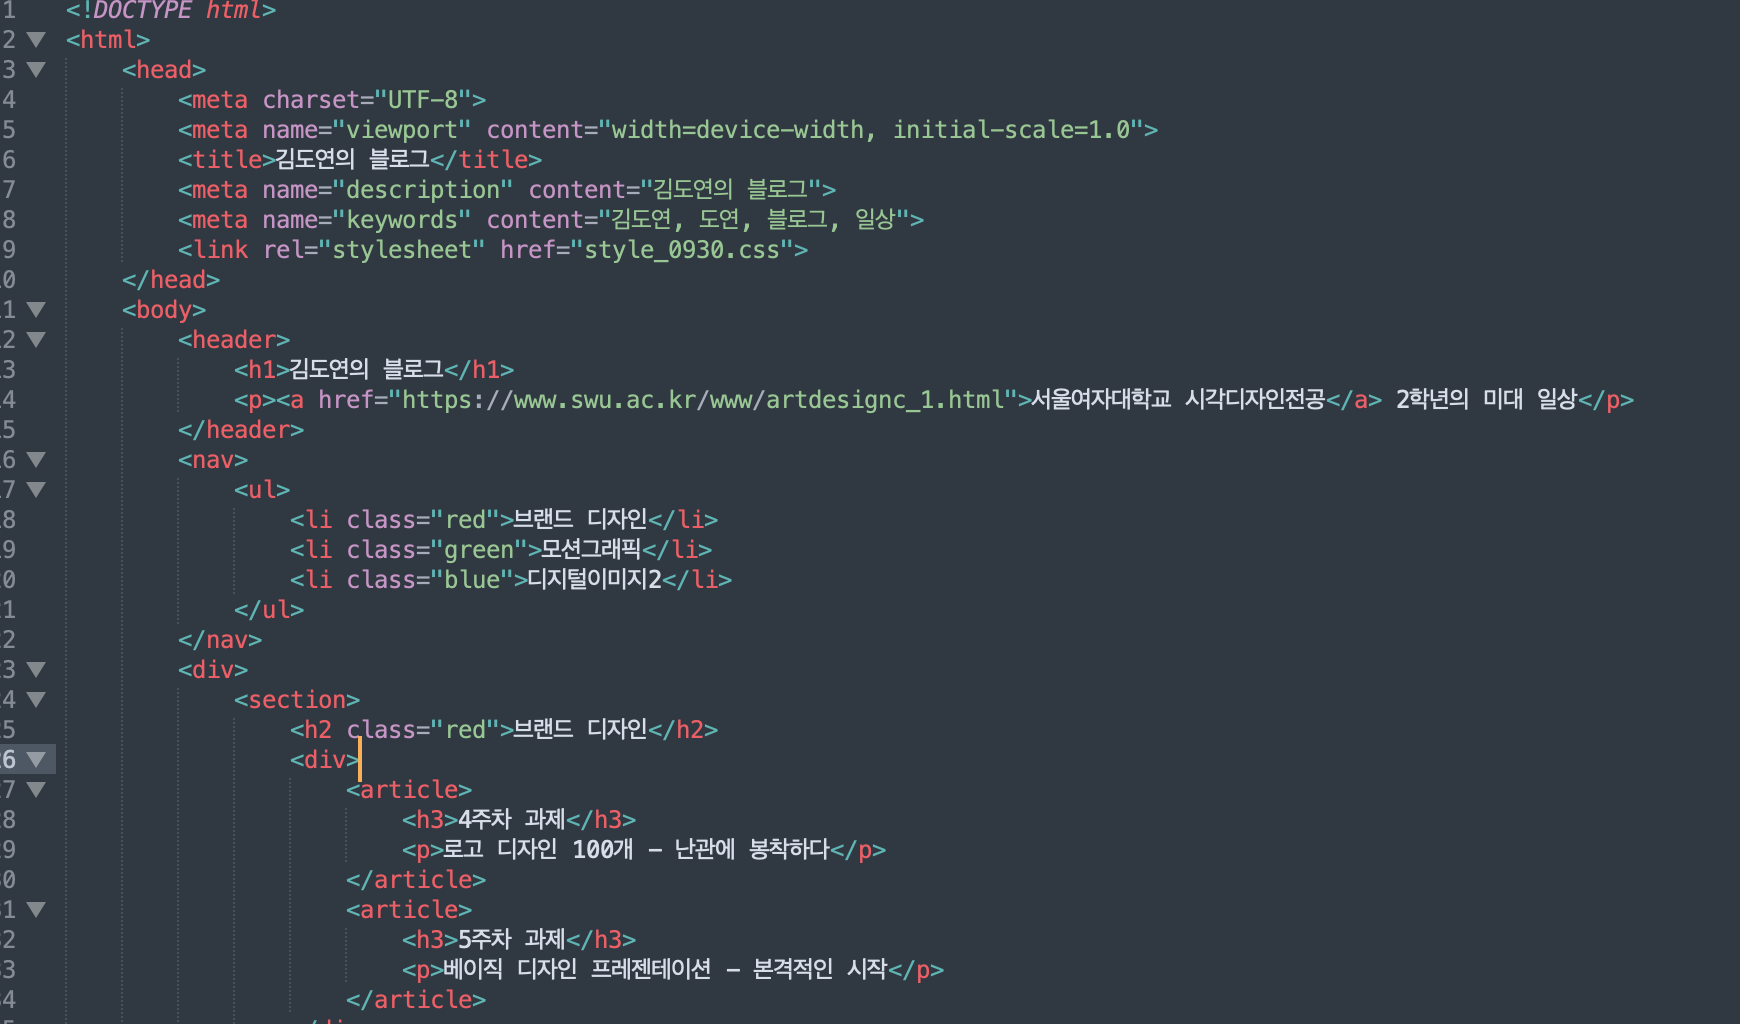 1 <!DOCTYPE html>
2 <html>
3 <head>
4 <meta charset="UTF-8">
5 <meta name="viewport" content="width=device-width, initial-scale=1.0">
6 <title>김도연의 블로그</title>
7 <meta name="description" content="김도연의 블로그">
8 <meta name="keywords" content="김도연, 도연, 블로그, 일상">
9 <link rel="stylesheet" href="style_0930.css">
0 </head>
1 <body>
2 <header>
3 <h1>김도연의 블로그</h1>
4 <p><a href="https://www.swu.ac.kr/www/artdesignc_1.html">서울여자대학교 시각디자인전공</a> 2학년의 미대 일상</p>
5 </header>
6 <nav>
7 <ul>
8 <li class="red">브랜드 디자인</li>
9 <li class="green">모션그래픽</li>
0 <li class="blue">디지털이미지2</li>
1 </ul>
2 </nav>
3 <div>
4 <section>
5 <h2 class="red">브랜드 디자인</h2>
6 <div>
7 <article>
8 <h3>4주차 과제</h3>
9 <p>로고 디자인 100개 – 난관에 봉착하다</p>
0 </article>
1 <article>
2 <h3>5주차 과제</h3>
3 <p>베이직 디자인 프레젠테이션 – 본격적인 시작</p>
4 </article>